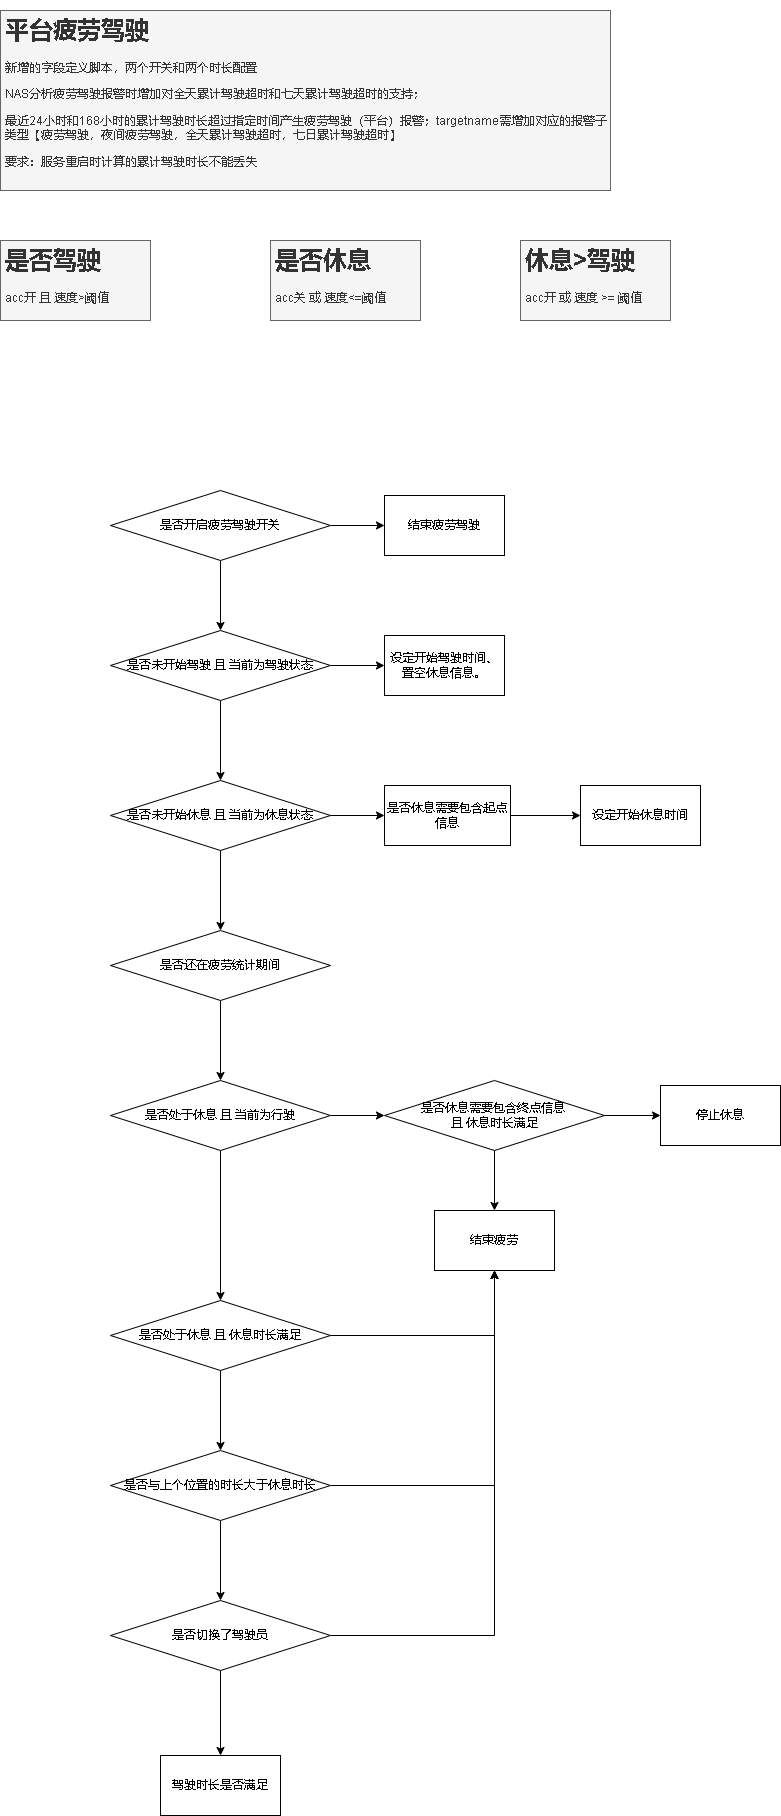 平台疲劳驾驶
新增的字段定义脚本，两个开关和两个时长配置
NAS分析疲劳驾驶报警时增加对全天累计驾驶超时和七天累计驾驶超时的支持；
最近24小时和168小时的累计驾驶时长超过指定时间产生疲劳驾驶（平台）报警；targetname需增加对应的报警子
类型【疲劳驾驶，夜间疲劳驾驶，全天累计驾驶超时，七日累计驾驶超时】
要求：服务重启时计算的累计驾驶时长不能丢失
是否驾驶
acc开 且 速度>阈值
是否休息
acc关 或 速度<=阈值
休息>驾驶
acc开 或 速度 >= 阈值
是否开启疲劳驾驶开关
结束疲劳驾驶
是否未开始驾驶 且 当前为驾驶状态
设定开始驾驶时间、
置空休息信息。
是否未开始休息 且 当前为休息状态
是否休息需要包含起点
信息
设定开始休息时间
是否还在疲劳统计期间
是否处于休息 且 当前为行驶
是否休息需要包含终点信息
且 休息时长满足
停止休息
结束疲劳
是否处于休息 且 休息时长满足
是否与上个位置的时长大于休息时长
是否切换了驾驶员
驾驶时长是否满足